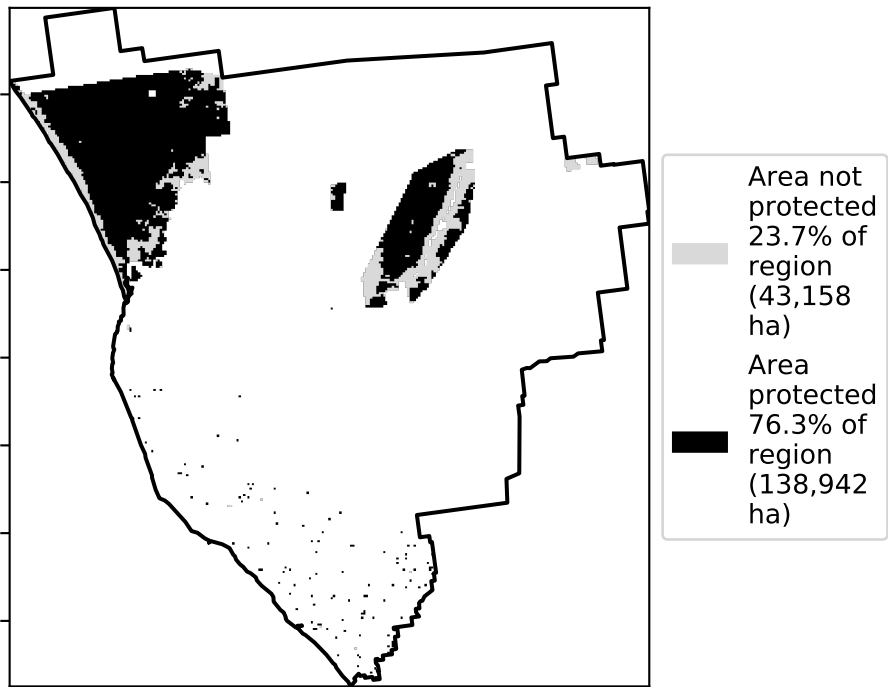 Area not
protected
23.7% of
region
(43,158
ha)
Area
protected
76.3% of
region
(138,942
ha)